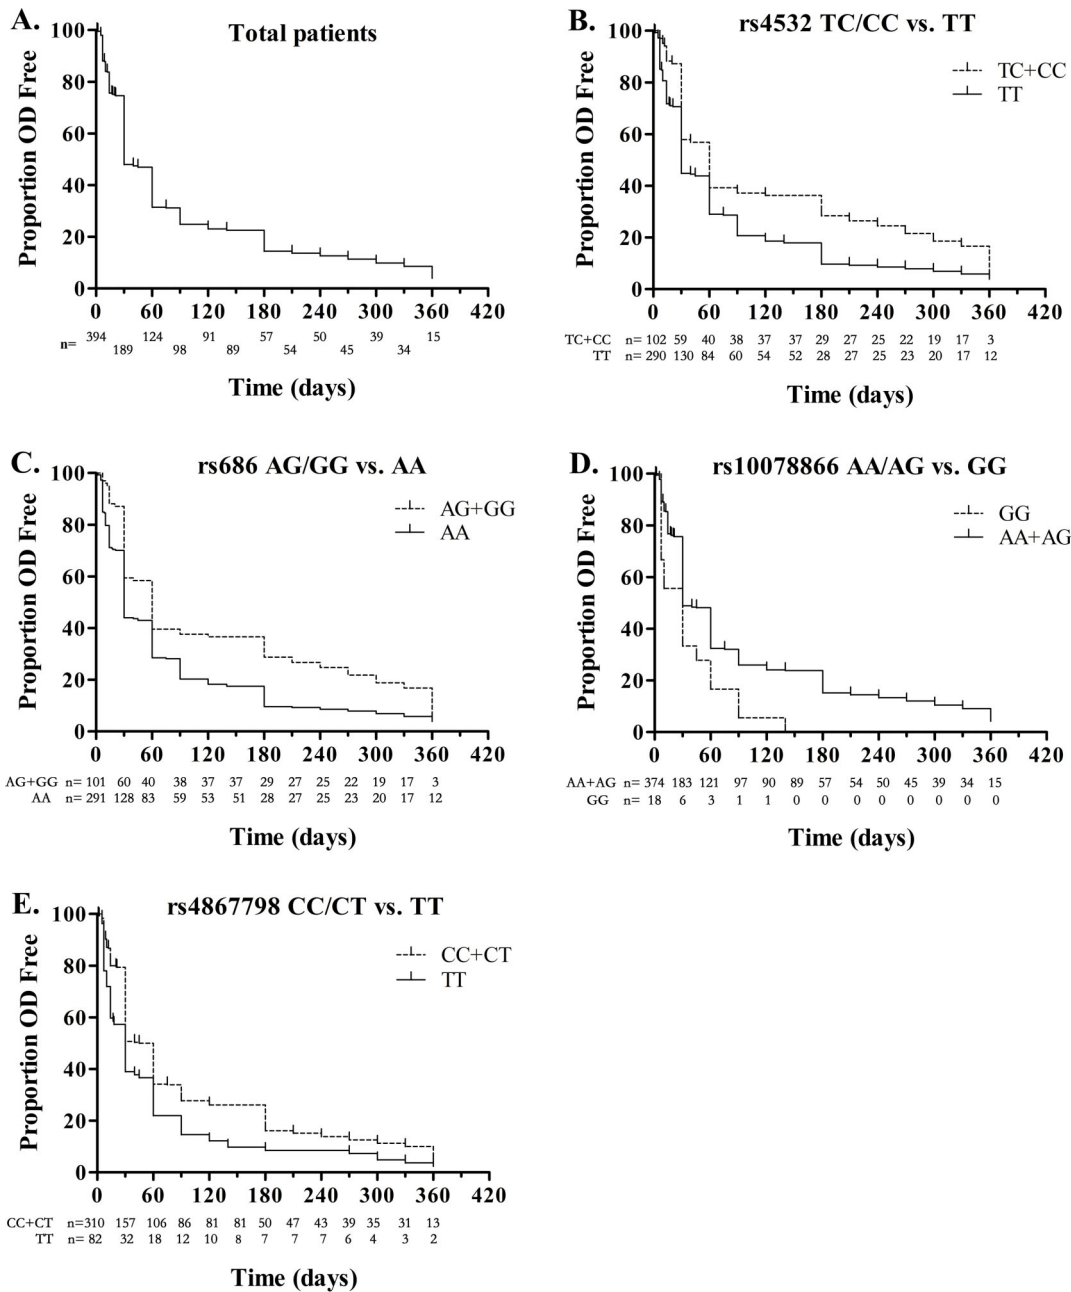 A.
Total patients
Proportion OD Free
100
80
60
40
20
0
0 60 120 180 240 300 360 420
n= 394 189 124 98 91 89 57 54 50 45 39 34 15
Time (days)
B.
rs4532 TC/CC vs. TT
TC+CC
TT
Proportion OD Free
100
80
60
40
20
0
0 60 120 180 240 300 360 420
TC+CC n= 102 59 40 38 37 37 29 27 25 22 19 17 3
TT n= 290 130 84 60 54 52 28 27 25 23 20 17 12
Time (days)
C.
rs686 AG/GG vs. AA
AG+GG
AA
Proportion OD Free
100
80
60
40
20
0
0 60 120 180 240 300 360 420
AG+GG n= 101 60 40 38 37 37 29 27 25 22 19 17 3
AA n= 291 128 83 59 53 51 28 27 25 23 20 17 12
Time (days)
D.
rs10078866 AA/AG vs. GG
GG
AA+AG
Proportion OD Free
100
80
60
40
20
0
0 60 120 180 240 300 360 420
AA+AG n= 374 183 121 97 90 89 57 54 50 45 39 34 15
GG n= 18 6 3 1 1 0 0 0 0 0 0 0 0
Time (days)
E.
rs4867798 CC/CT vs. TT
CC+CT
TT
Proportion OD Free
100
80
60
40
20
0
0 60 120 180 240 300 360 420
CC+CT n=310 157 106 86 81 81 50 47 43 39 35 31 13
TT n= 82 32 18 12 10 8 7 7 7 6 4 3 2
Time (days)